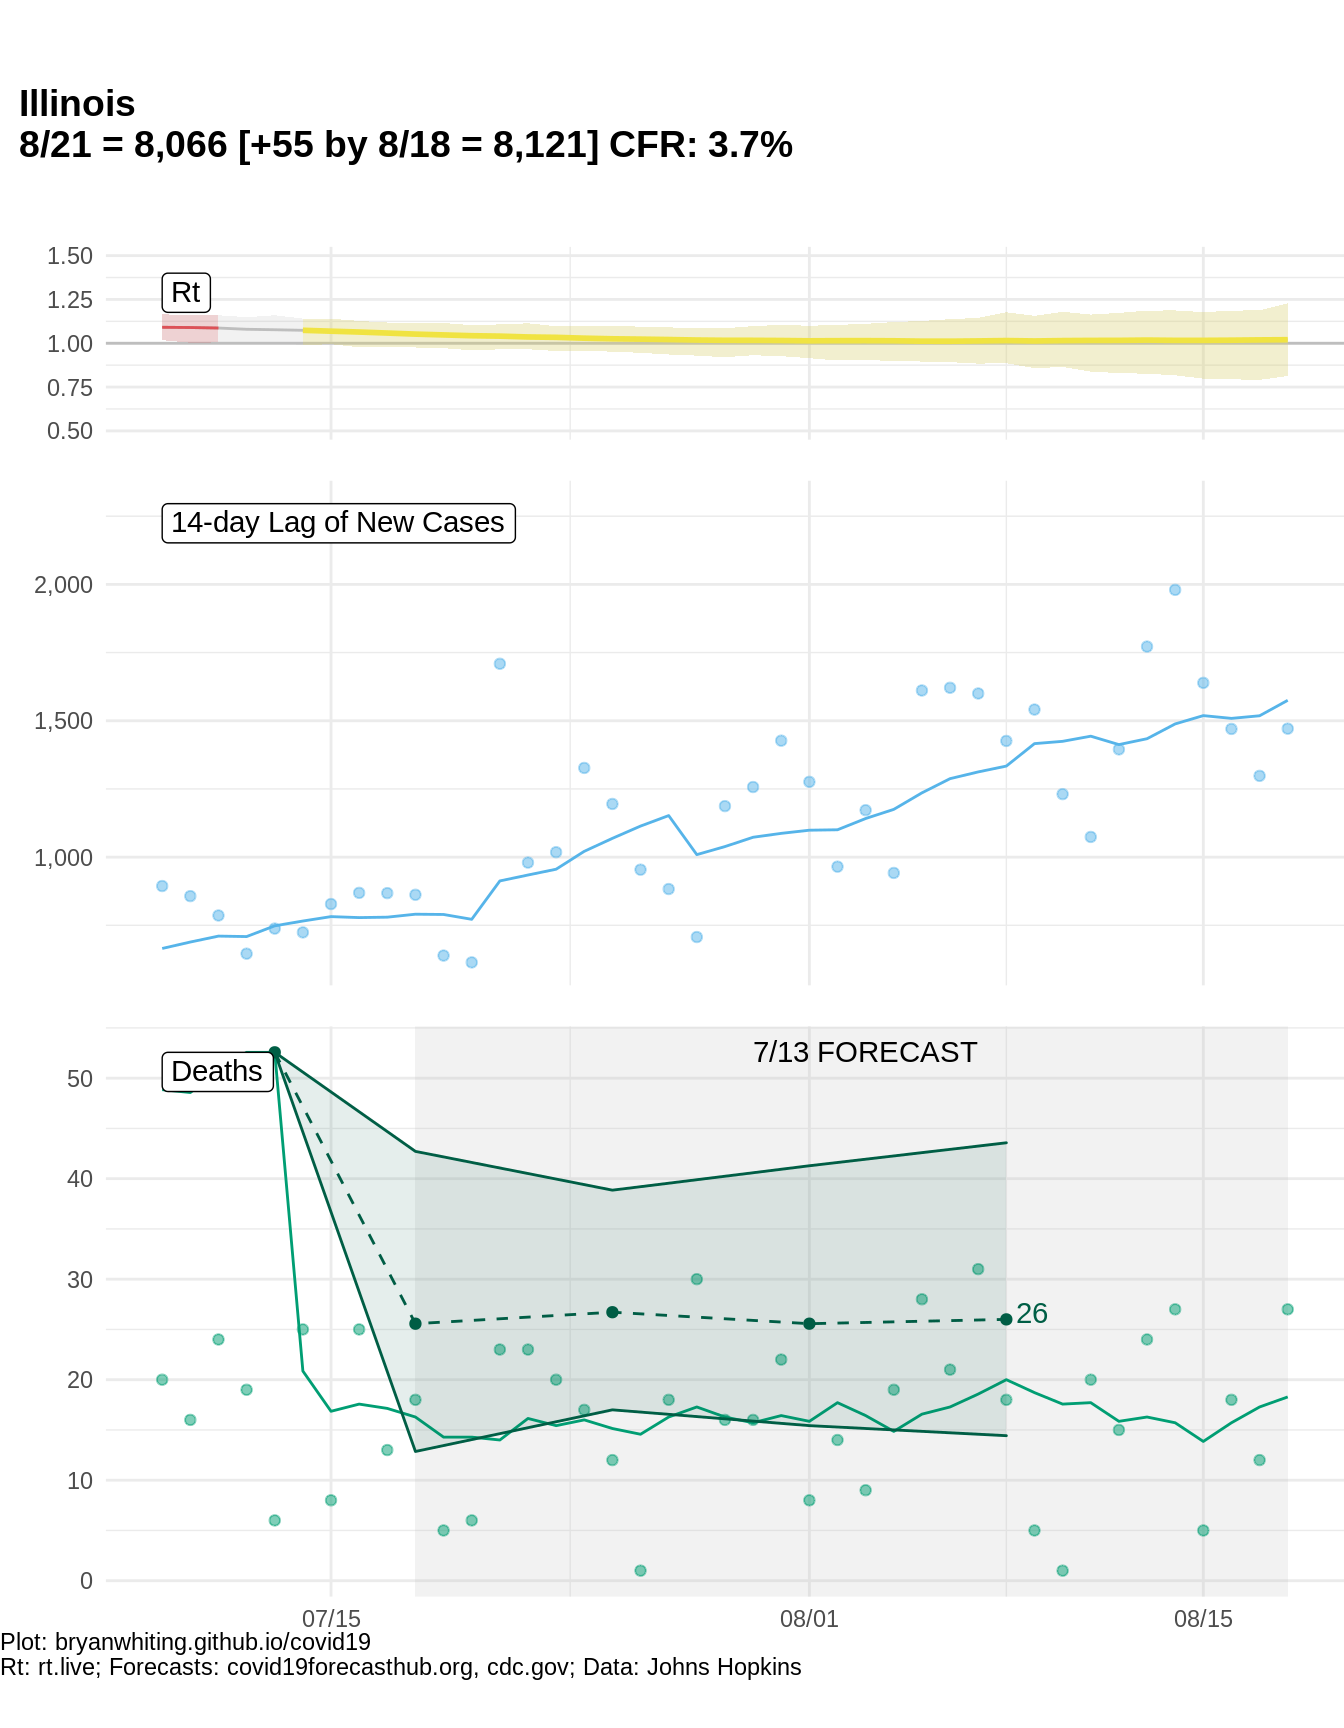 Illinois
8/21 = 8,066 [+55 by 8/18 = 8,121] CFR: 3.7%
1.50
1.25
1.00
0.75
0.50
Rt
14-day Lag of New Cases
2,000
1,500
1,000
7/13 FORECAST
Deaths
50
40
30
26
20
10
0
07/15
08/01
08/15
Plot: bryanwhiting.github.io/covid19
Rt: rt.live; Forecasts: covid19forecasthub.org, cdc.gov; Data: Johns Hopkins